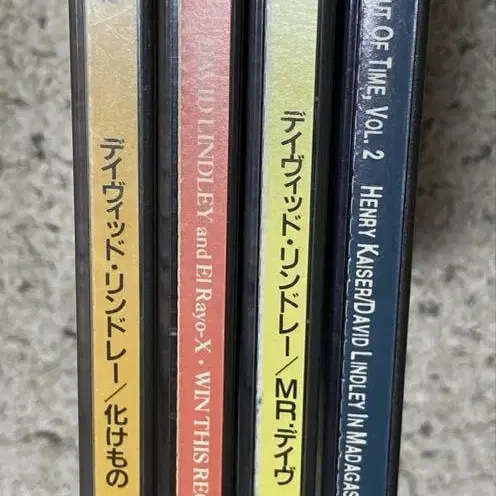 デイヴィッド・リンドレー/化けもの
DAVID LINDLEY and El Rayo-X・WIN THIS REC
デイヴィッド・リンドレー/MR.デイヴ
UT OF TIME, VOL. 2 HENRY KAISER/DAVID LINDLEY IN MADAGAS